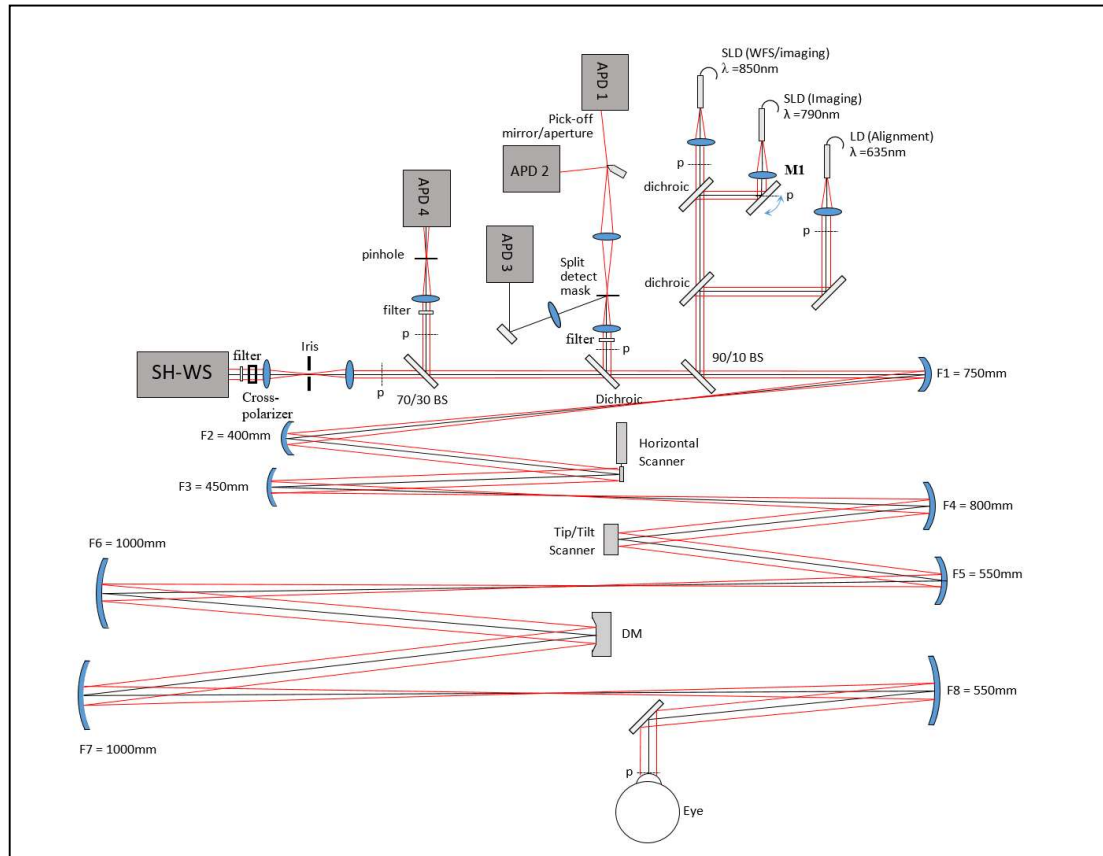 SLD (WFS/imaging)
λ =850nm
SLD (Imaging)
λ =790nm
LD (Alignment)
λ =635nm
APD 1
Pick-off
mirror/aperture
APD 2
p
M1
p
dichroic
p
APD 4
pinhole
APD 3
Split
detect
mask
dichroic
filter
p
filter
p
90/10 BS
Iris
filter
SH-WS
Cross-
polarizer
p
70/30 BS
Dichroic
F1 = 750mm
F2 = 400mm
Horizontal
Scanner
F3 = 450mm
F4 = 800mm
Tip/Tilt
Scanner
F6 = 1000mm
F5 = 550mm
DM
F8 = 550mm
F7 = 1000mm
p
Eye